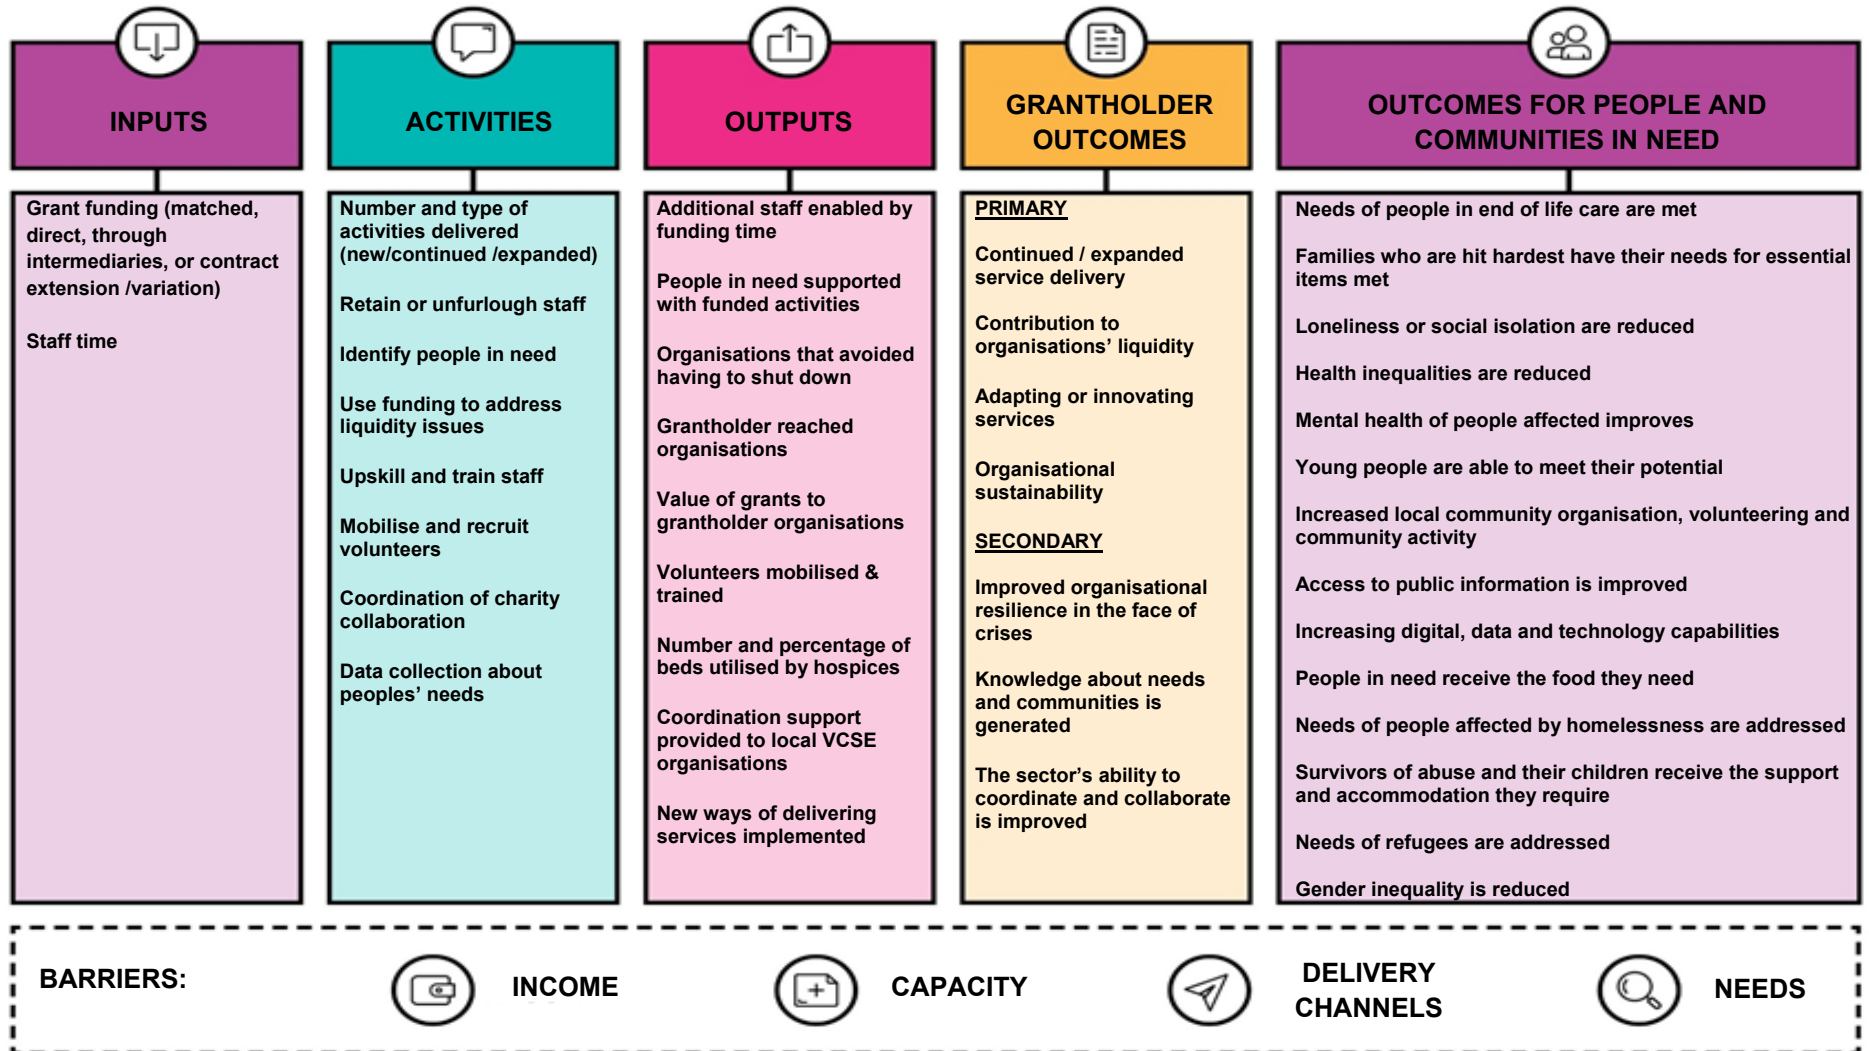 INPUTS
Grant funding (matched,
direct, through
intermediaries, or contract
extension /variation)
Staff time
ACTIVITIES
Number and type of
activities delivered
(new/continued /expanded)
Retain or unfurlough staff
Identify people in need
Use funding to address
liquidity issues
Upskill and train staff
Mobilise and recruit
volunteers
Coordination of charity
collaboration
Data collection about
peoples’ needs
OUTPUTS
Additional staff enabled by
funding time
People in need supported
with funded activities
Organisations that avoided
having to shut down
Grantholder reached
organisations
Value of grants to
grantholder organisations
Volunteers mobilised &
trained
Number and percentage of
beds utilised by hospices
Coordination support
provided to local VCSE
organisations
New ways of delivering
services implemented
GRANTHOLDER
OUTCOMES
PRIMARY
Continued / expanded
service delivery
Contribution to
organisations’ liquidity
Adapting or innovating
services
Organisational
sustainability
SECONDARY
Improved organisational
resilience in the face of
crises
Knowledge about needs
and communities is
generated
The sector’s ability to
coordinate and collaborate
is improved
OUTCOMES FOR PEOPLE AND
COMMUNITIES IN NEED
Needs of people in end of life care are met
Families who are hit hardest have their needs for essential
items met
Loneliness or social isolation are reduced
Health inequalities are reduced
Mental health of people affected improves
Young people are able to meet their potential
Increased local community organisation, volunteering and
community activity
Access to public information is improved
Increasing digital, data and technology capabilities
People in need receive the food they need
Needs of people affected by homelessness are addressed
Survivors of abuse and their children receive the support
and accommodation they require
Needs of refugees are addressed
Gender inequality is reduced
BARRIERS:
INCOME
CAPACITY
DELIVERY
CHANNELS
NEEDS